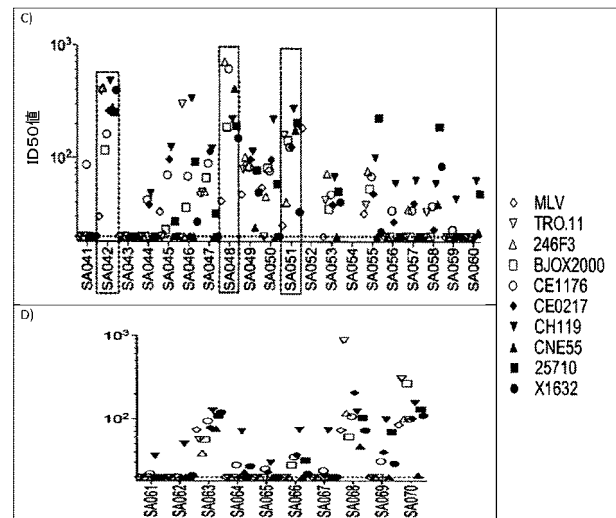 C)
10³
10²
ID50値
SA041
SA042
SA043
SA044
SA045
SA046
SA047
SA048
SA049
SA050
SA051
SA052
SA053
SA054
SA055
SA056
SA057
SA058
SA059
SA060
MLV
TRO.11
246F3
BJOX2000
CE1176
CE0217
CH119
CNE55
25710
X1632
D)
10³
10²
SA061
SA062
SA063
SA064
SA065
SA066
SA067
SA068
SA069
SA070